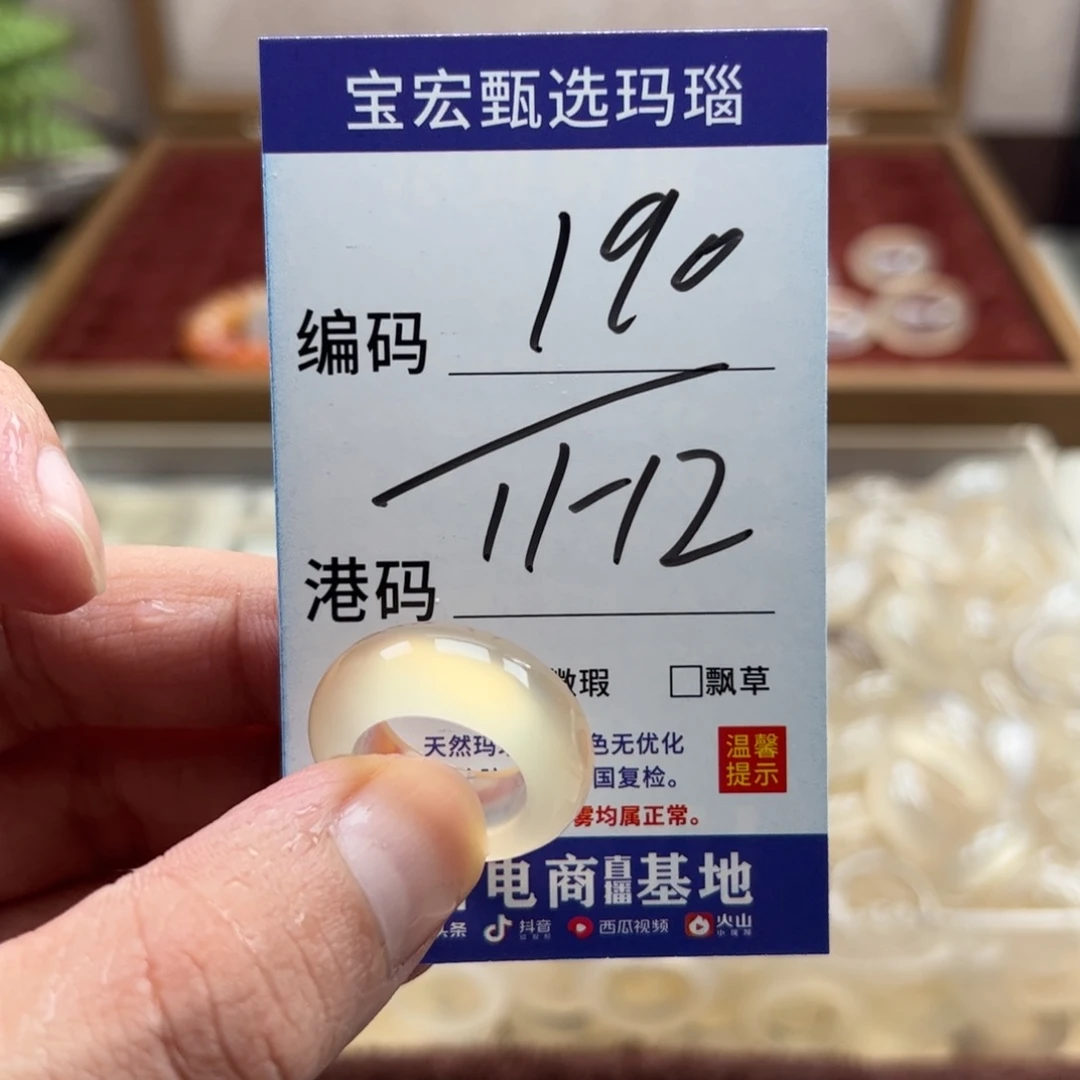 宝宏甄选玛瑙
编码 190
港码 11-12
微瑕 □飘草
天然玛 色无优化
国复检。
温馨
提示
雾均属正常。
电商直播基地
头条 抖音 西瓜视频 火山